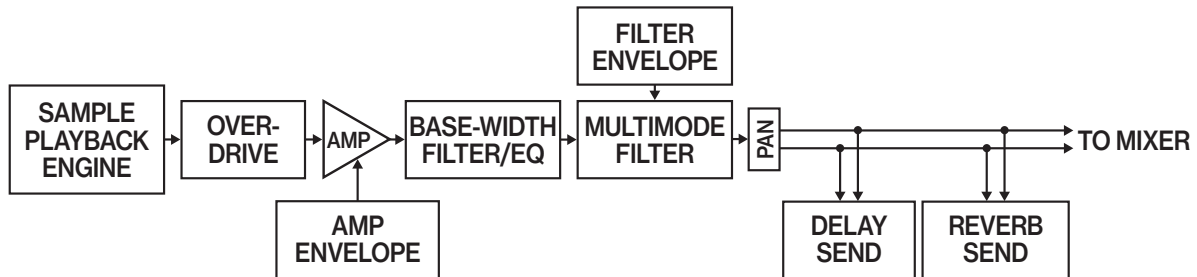 SAMPLE
PLAYBACK
ENGINE
OVER-
DRIVE
AMP
AMP
ENVELOPE
BASE-WIDTH
FILTER/EQ
FILTER
ENVELOPE
MULTIMODE
FILTER
PAN
DELAY
SEND
REVERB
SEND
TO MIXER